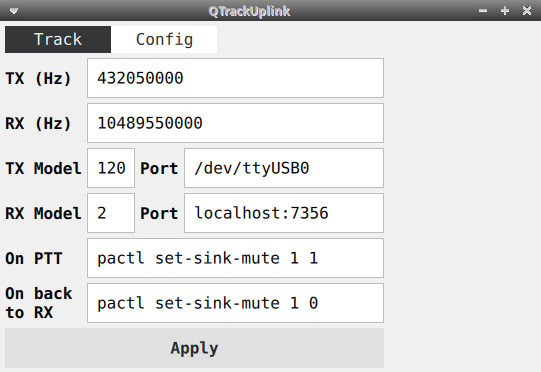 QTrackUplink
Track Config
TX (Hz) 432050000
RX (Hz) 10489550000
TX Model 120 Port /dev/ttyUSB0
RX Model 2 Port localhost:7356
On PTT pactl set-sink-mute 1 1
On back
to RX pactl set-sink-mute 1 0
Apply